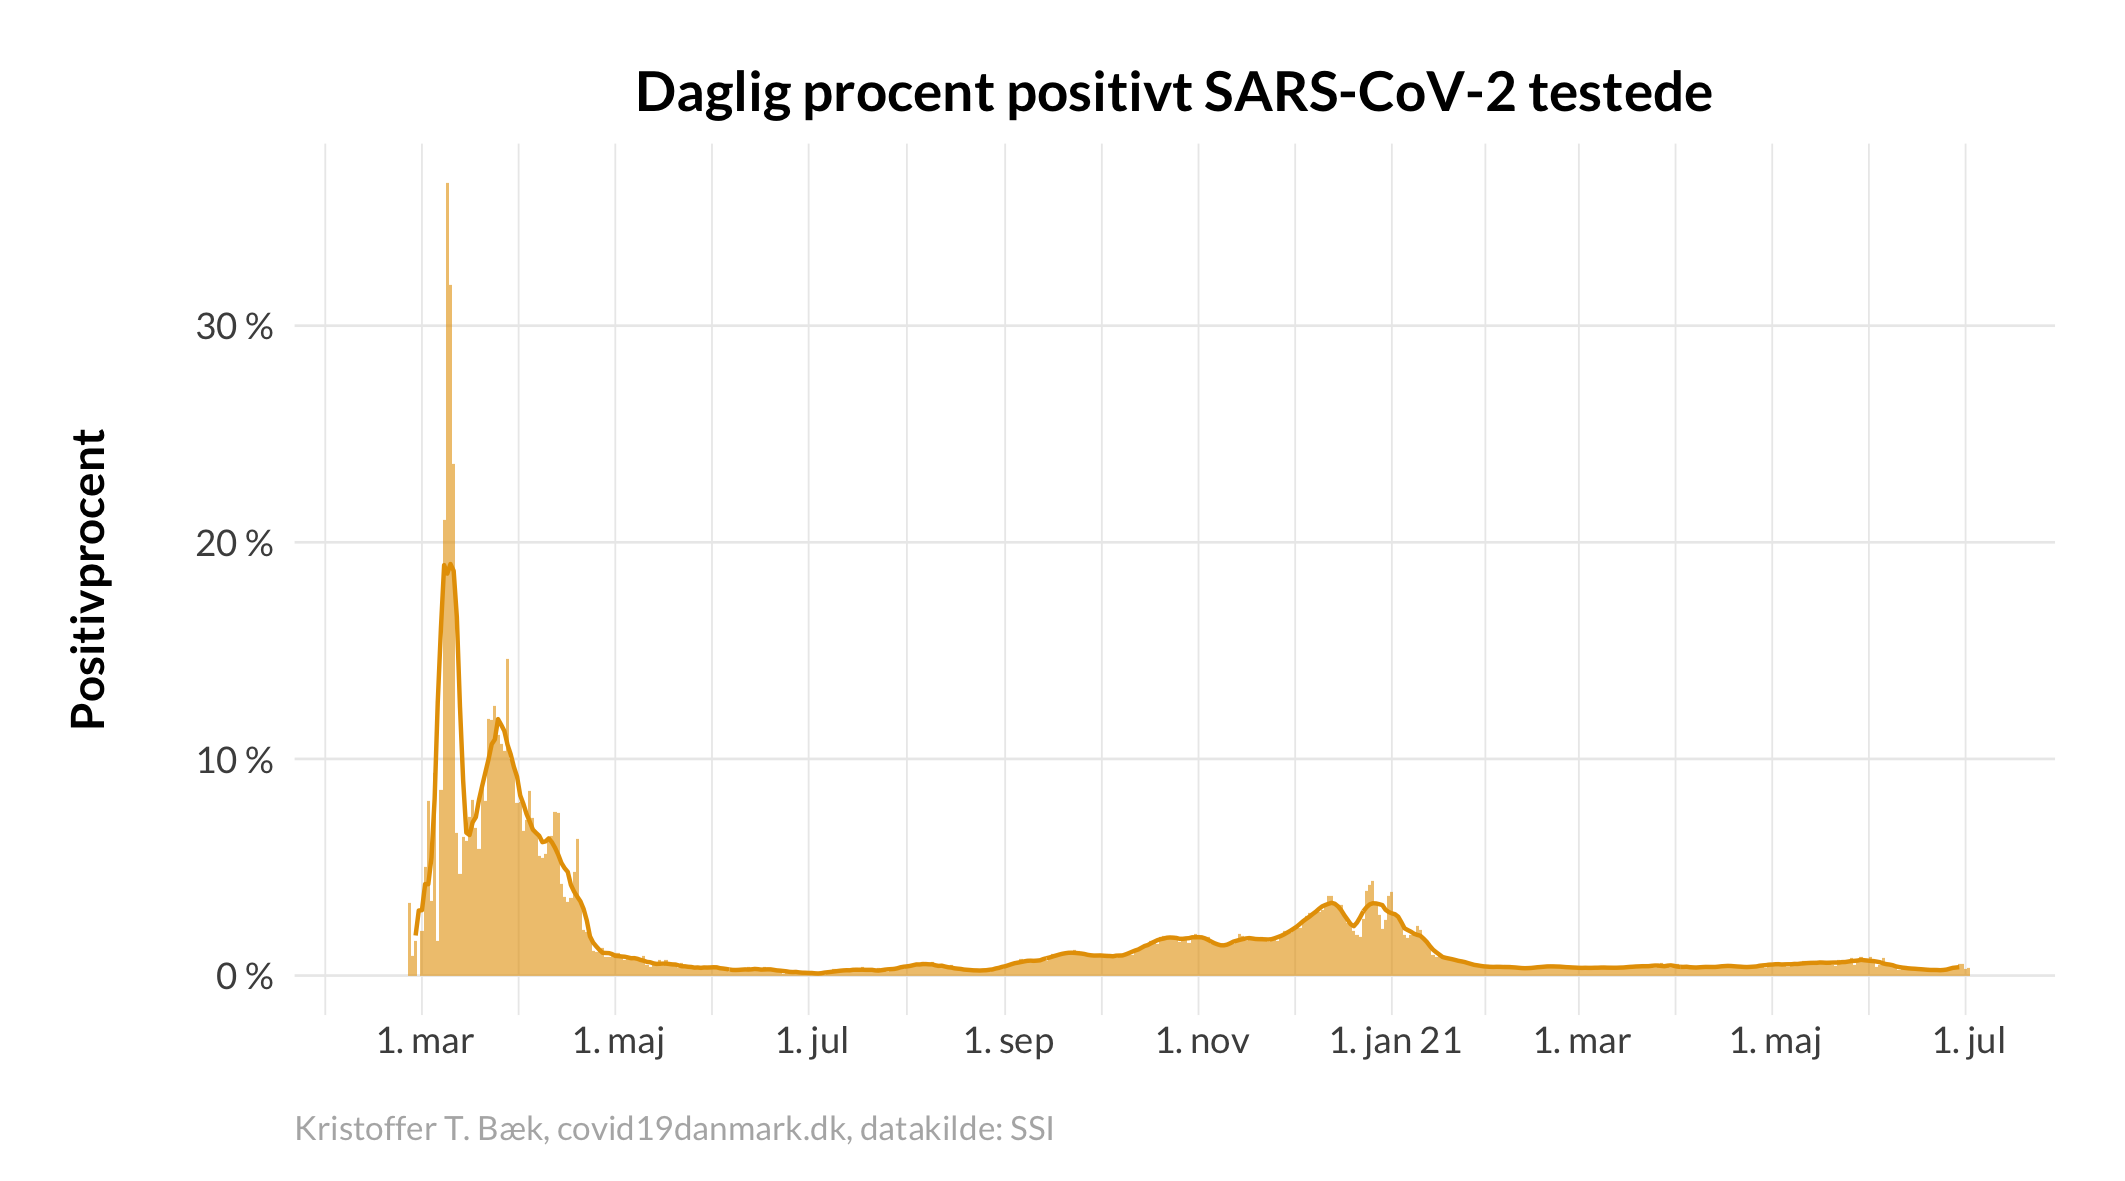 Daglig procent positivt SARS-CoV-2 testede
Positivprocent
30 %
20 %
10 %
0 %
1. mar
1. maj
1. jul
1. sep
1. nov
1. jan 21
1. mar
1. maj
1. jul
Kristoffer T. Bæk, covid19danmark.dk, datakilde: SSI